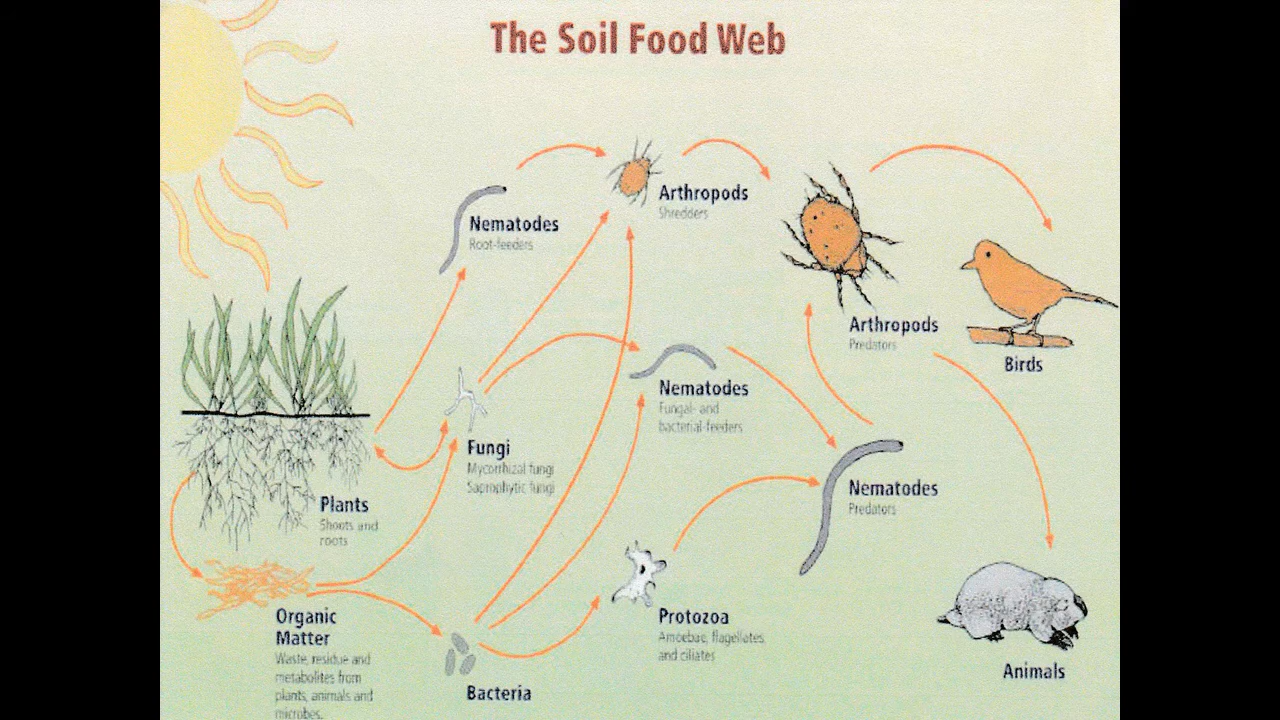 The Soil Food Web
Arthropods
Shredders
Nematodes
Root-feeders
Arthropods
Predators
Birds
Nematodes
Fungal- and
bacterial-feeders
Fungi
Mycorrhizal fungi
Saprophytic fungi
Nematodes
Predators
Plants
Shoots and
roots
Organic
Matter
Waste, residue and
metabolites from
plants, animals and
microbes.
Bacteria
Protozoa
Amoebae, flagellates,
and ciliates
Animals